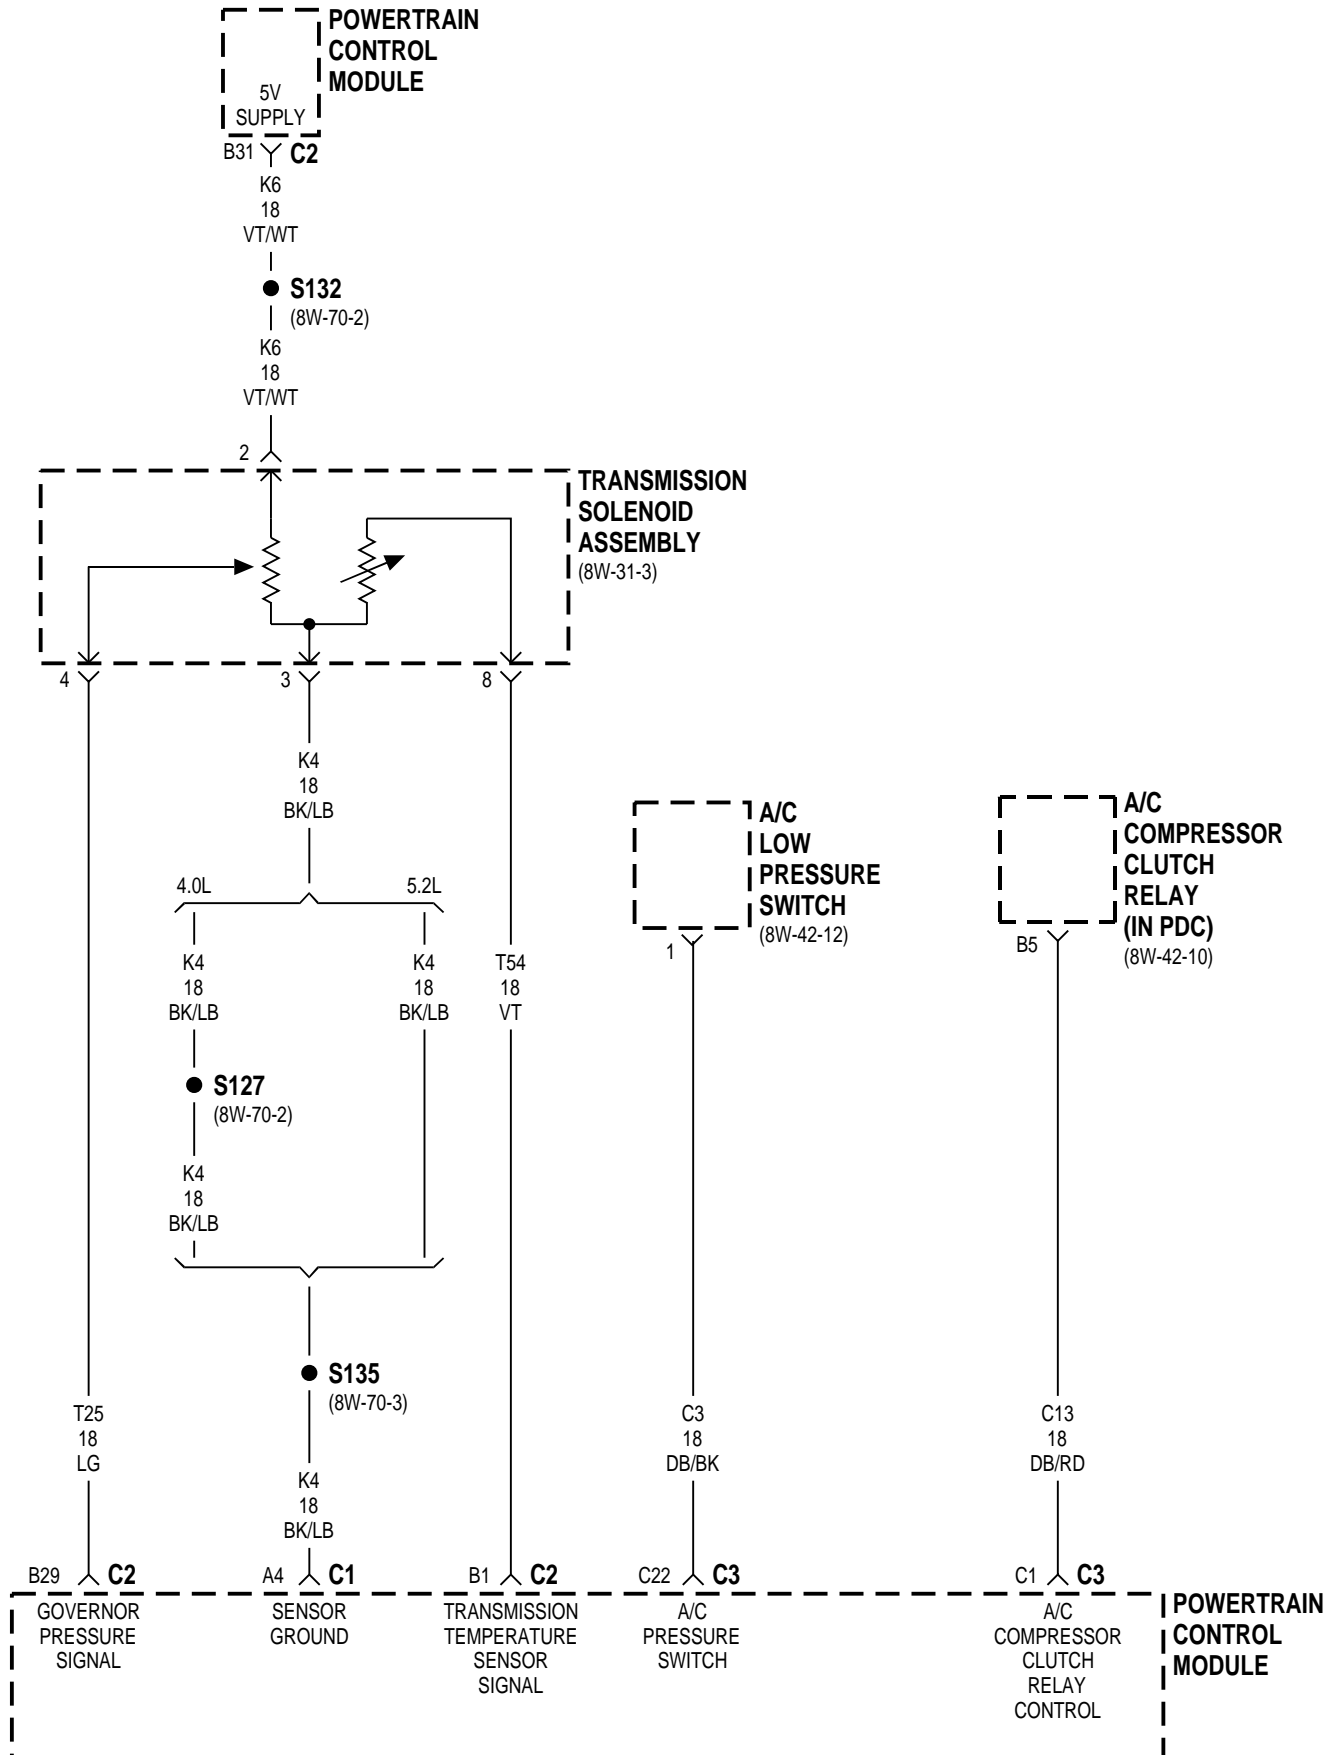 POWERTRAIN
CONTROL
MODULE
5V
SUPPLY
B31
C2
K6
18
VT/WT
S132
(8W-70-2)
K6
18
VT/WT
2
TRANSMISSION
SOLENOID
ASSEMBLY
(8W-31-3)
4
3
8
K4
18
BK/LB
4.0L
5.2L
K4
18
BK/LB
K4
18
BK/LB
T54
18
VT
S127
(8W-70-2)
K4
18
BK/LB
S135
(8W-70-3)
A/C
LOW
PRESSURE
SWITCH
(8W-42-12)
1
A/C
COMPRESSOR
CLUTCH
RELAY
(IN PDC)
(8W-42-10)
B5
T25
18
LG
K4
18
BK/LB
C3
18
DB/BK
C13
18
DB/RD
B29
C2
A4
C1
B1
C2
C22
C3
C1
C3
GOVERNOR
PRESSURE
SIGNAL
SENSOR
GROUND
TRANSMISSION
TEMPERATURE
SENSOR
SIGNAL
A/C
PRESSURE
SWITCH
A/C
COMPRESSOR
CLUTCH
RELAY
CONTROL
POWERTRAIN
CONTROL
MODULE